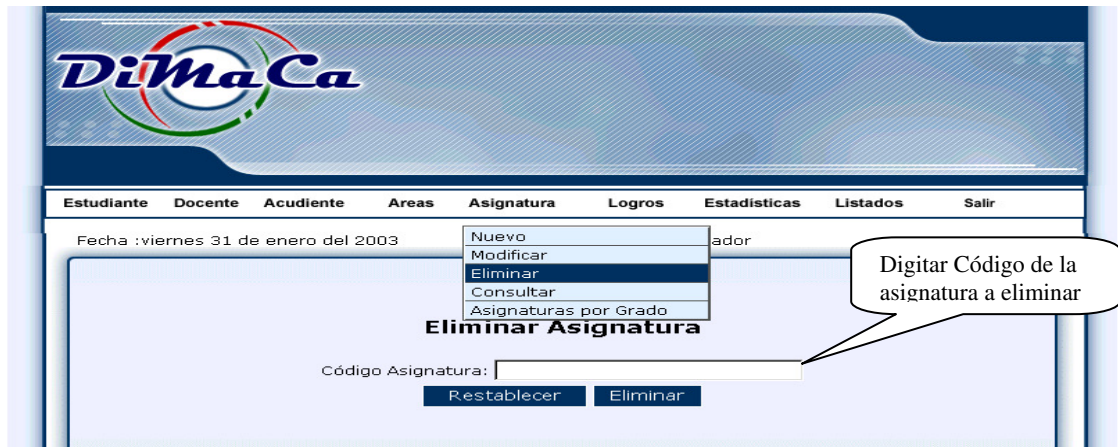 DiMaCa
Estudiante Docente Acudiente Areas Asignatura Logros Estadisticas Listados Salir
Fecha :viernes 31 de enero del 2003
ador
Nuevo
Modificar
Eliminar
Consultar
Asignaturas por Grado
Digitar Código de la
asignatura a eliminar
Eliminar Asignatura
Código Asignatura:
Restablecer Eliminar